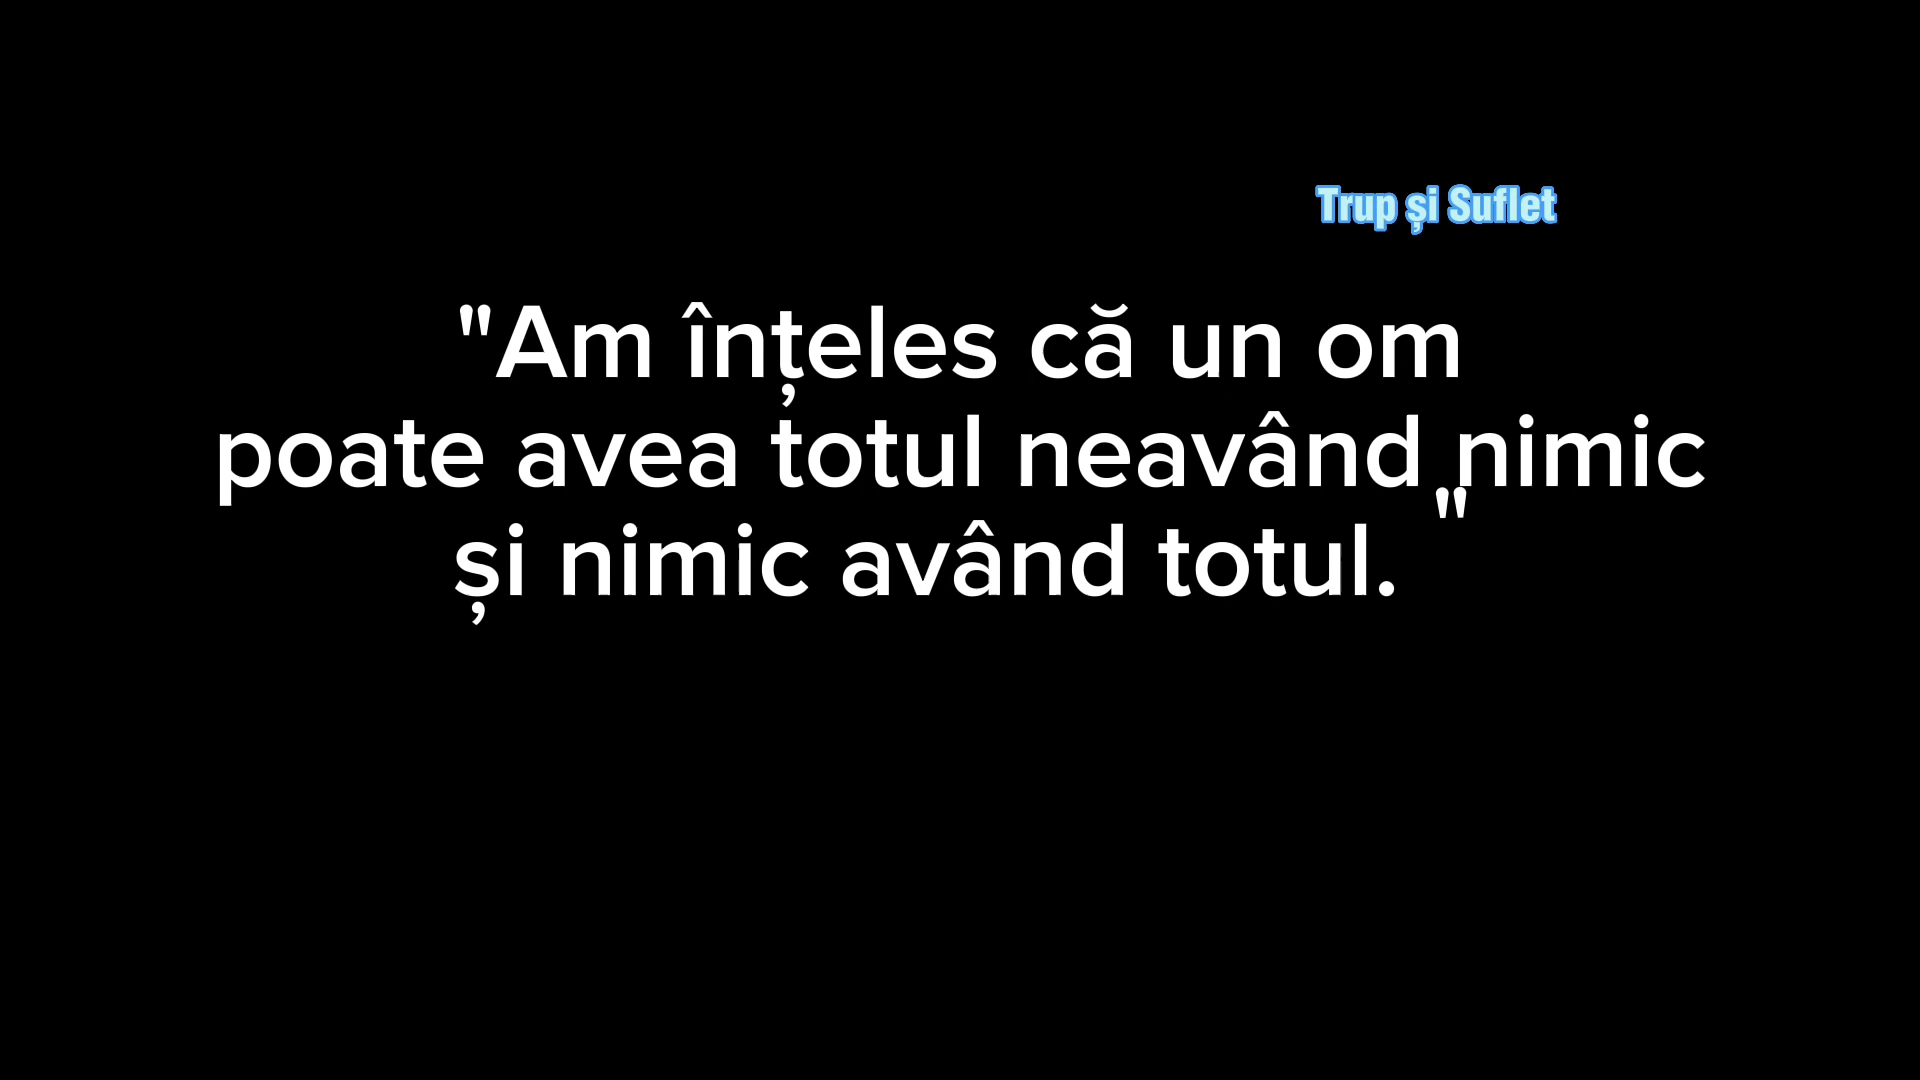 Trup și Suflet
"Am înțeles că un om
poate avea totul neavând nimic
și nimic având totul. "